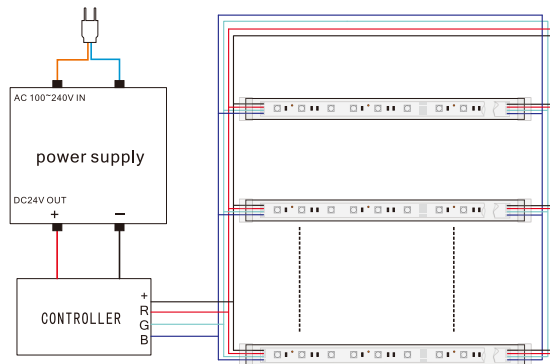 AC 100~240V IN
power supply
DC24V OUT
+ −
CONTROLLER
+
R
G
B